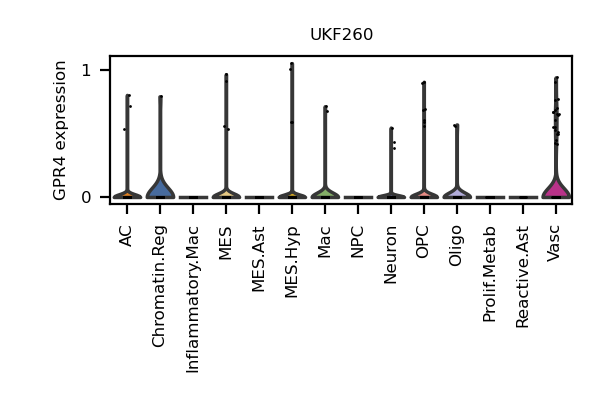 UKF260
GPR4 expression
1
0
AC
Chromatin.Reg
Inflammatory.Mac
MES
MES.Ast
MES.Hyp
Mac
NPC
Neuron
OPC
Oligo
Prolif.Metab
Reactive.Ast
Vasc